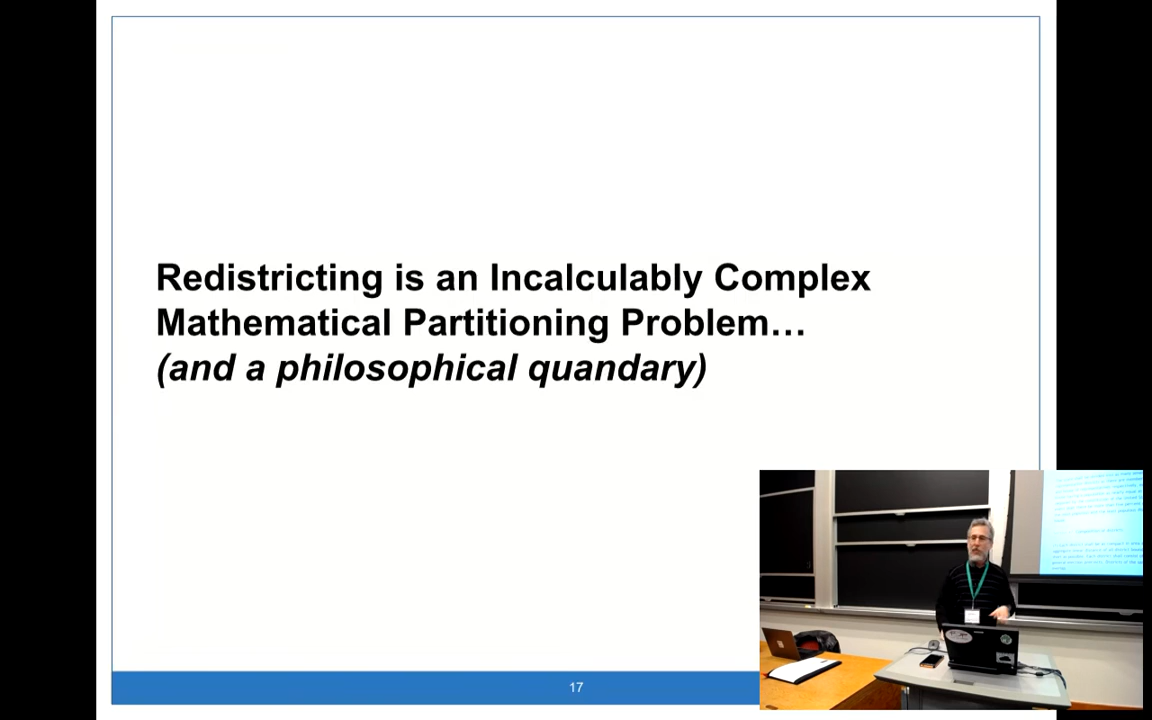 Redistricting is an Incalculably Complex
Mathematical Partitioning Problem…
(and a philosophical quandary)
17